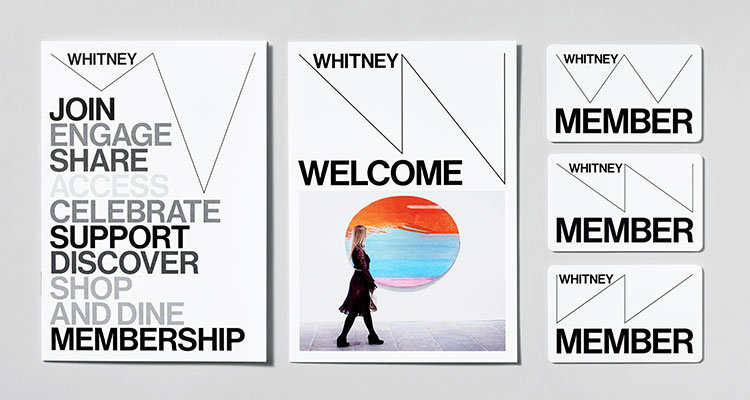 WHITNEY
JOIN
ENGAGE
SHARE
ACCESS
CELEBRATE
SUPPORT
DISCOVER
SHOP
AND DINE
MEMBERSHIP
WHITNEY
WELCOME
WHITNEY
MEMBER
WHITNEY
MEMBER
WHITNEY
MEMBER